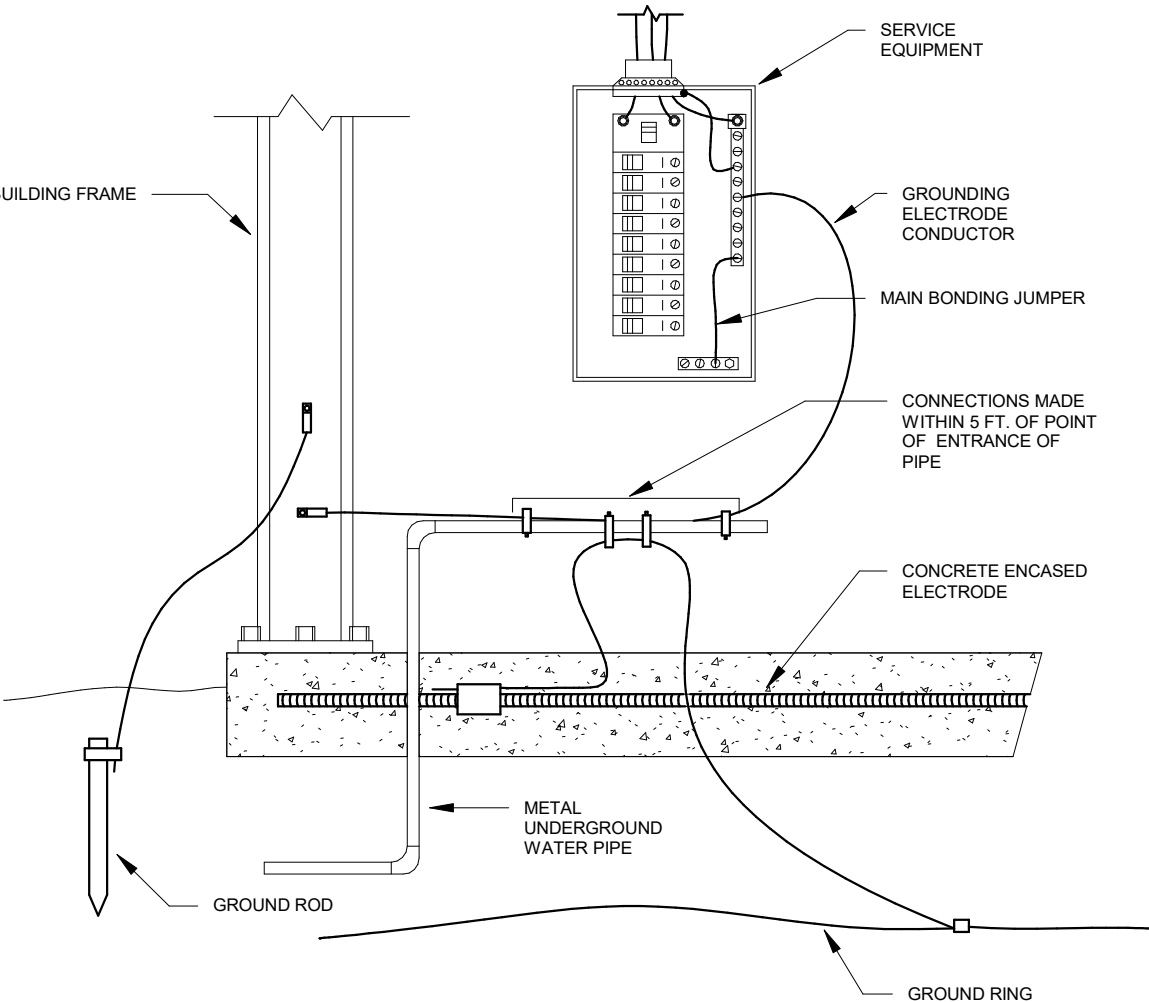 SERVICE
EQUIPMENT
UILDING FRAME
GROUNDING
ELECTRODE
CONDUCTOR
MAIN BONDING JUMPER
CONNECTIONS MADE
WITHIN 5 FT. OF POINT
OF ENTRANCE OF
PIPE
CONCRETE ENCASED
ELECTRODE
METAL
UNDERGROUND
WATER PIPE
GROUND ROD
GROUND RING